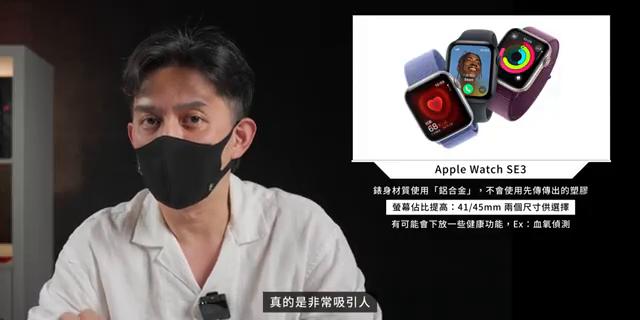 Apple Watch SE3
錶身材質使用「鋁合金」，不會使用先傳傳出的塑膠
螢幕佔比提高：41/45mm 兩個尺寸供選擇
有可能會下放一些健康功能，Ex：血氧偵測
真的是非常吸引人